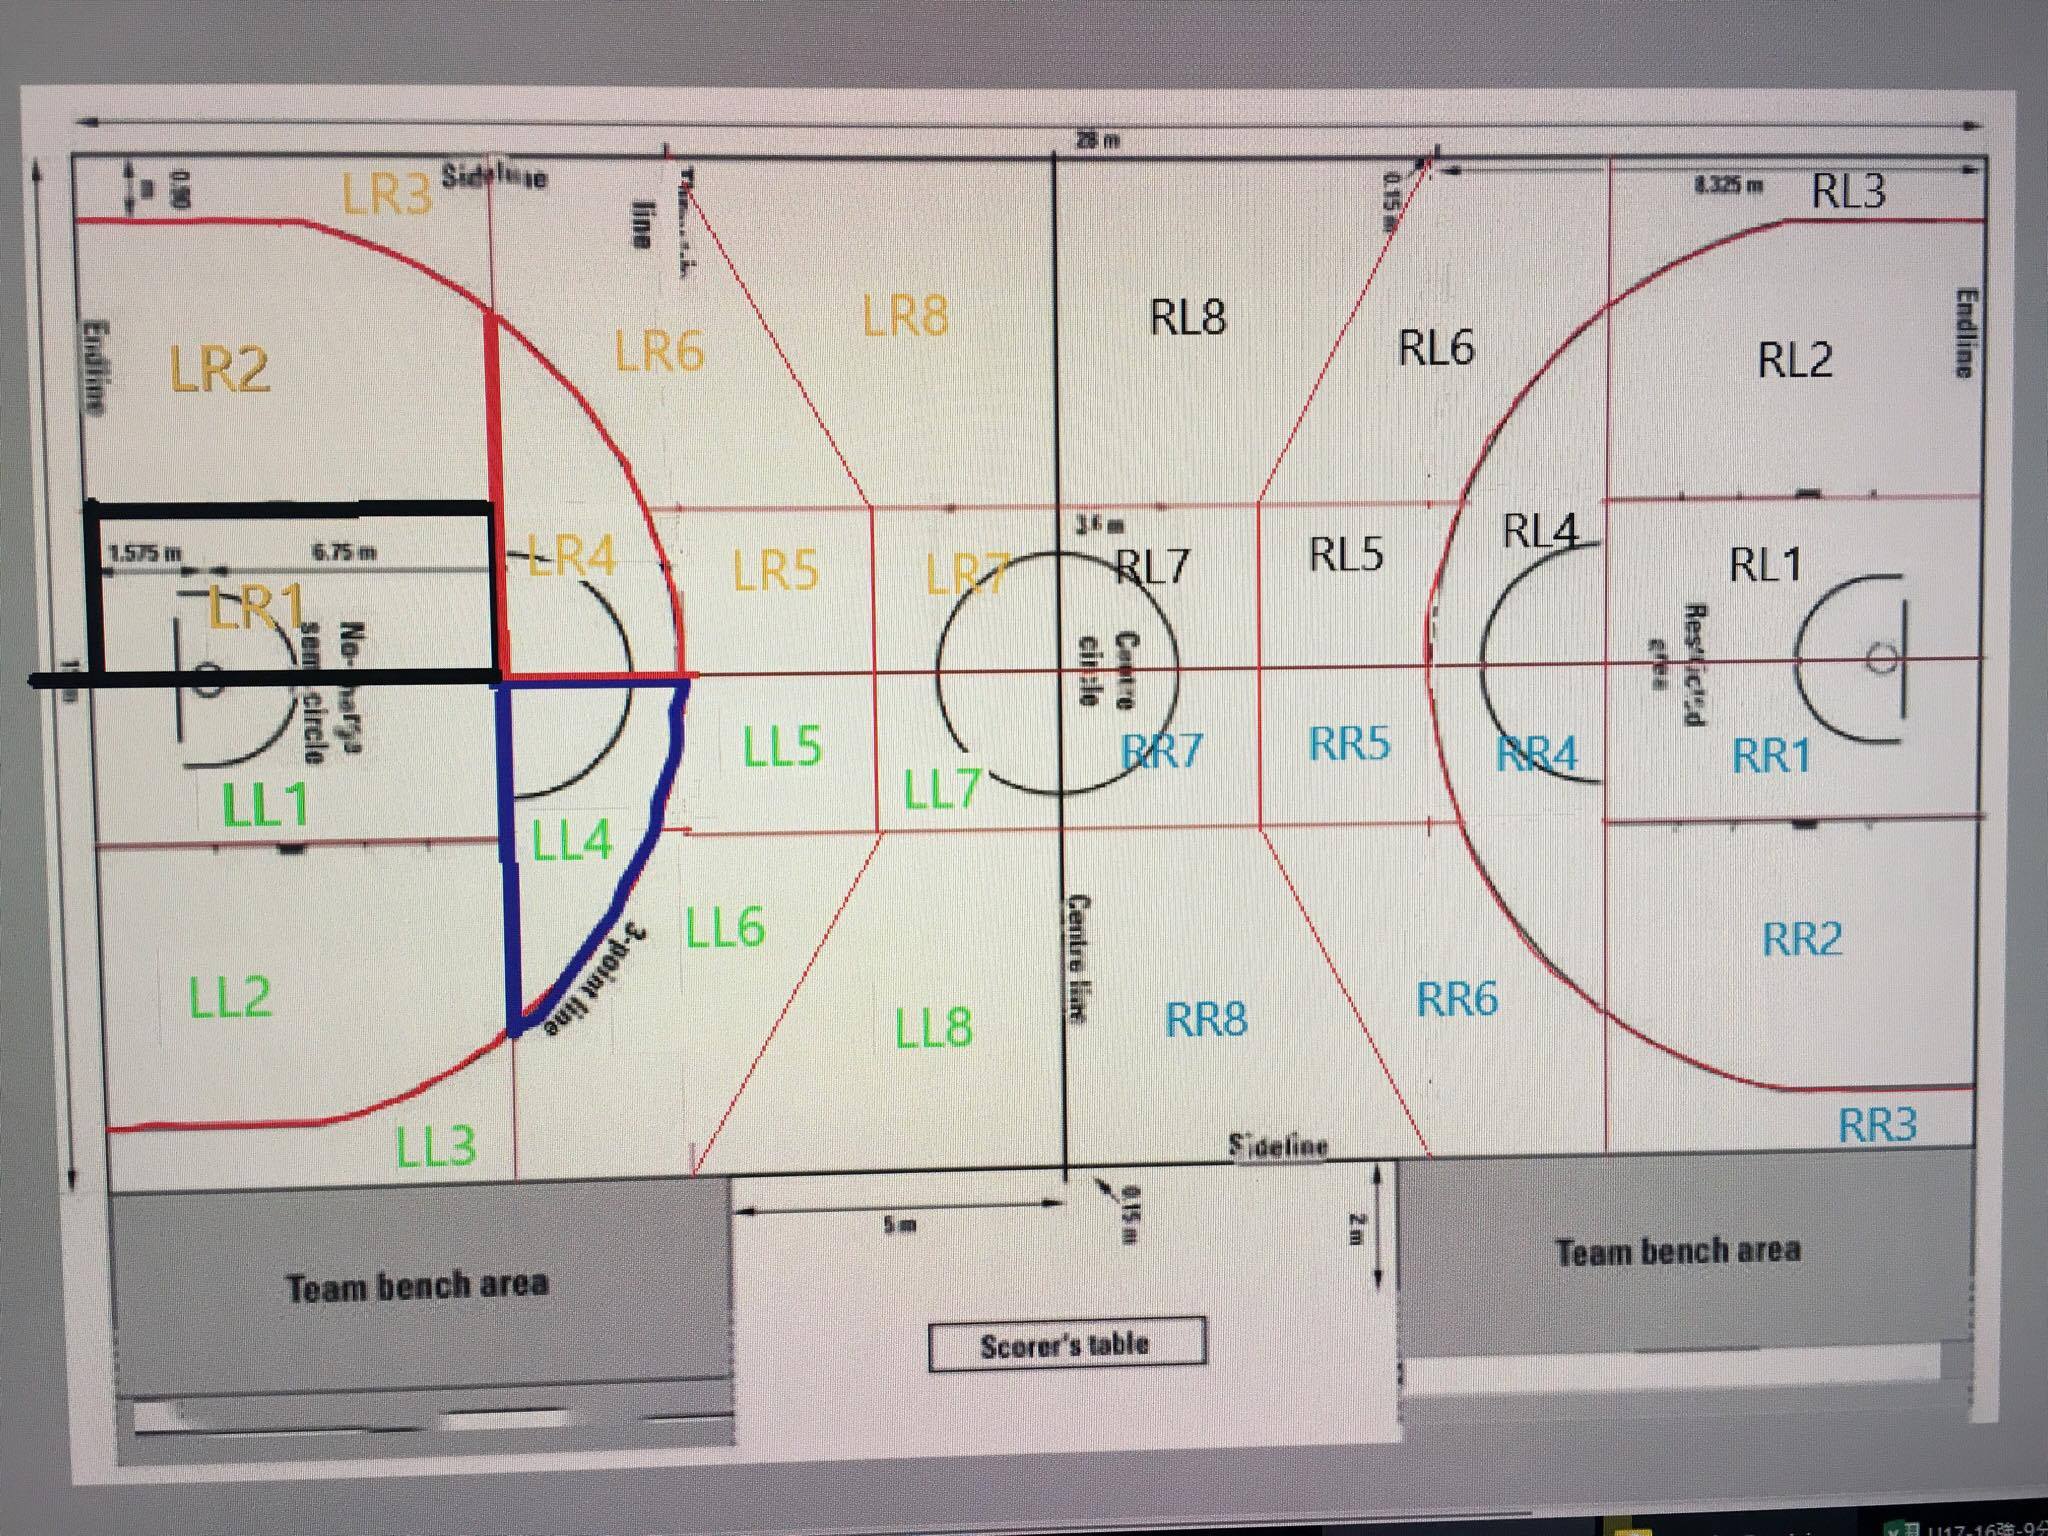 28 m
Sideline
LR3
0.90
m
line
0.15 m
8.325 m
RL3
LR8
RL8
LR6
RL6
LR2
RL2
Endline
Endline
1.575 m
6.75 m
LR4
LR5
LR7
3.6 m
RL7
RL5
RL4
RL1
LR1
No-charge
semi circle
Centre
circle
Restricted
area
LL5
LL7
RR7
RR5
RR4
RR1
LL1
LL4
LL6
3-point line
Centre line
RR2
LL2
LL8
RR8
RR6
LL3
Sideline
RR3
5 m
0.15 m
2 m
Team bench area
Team bench area
Scorer's table